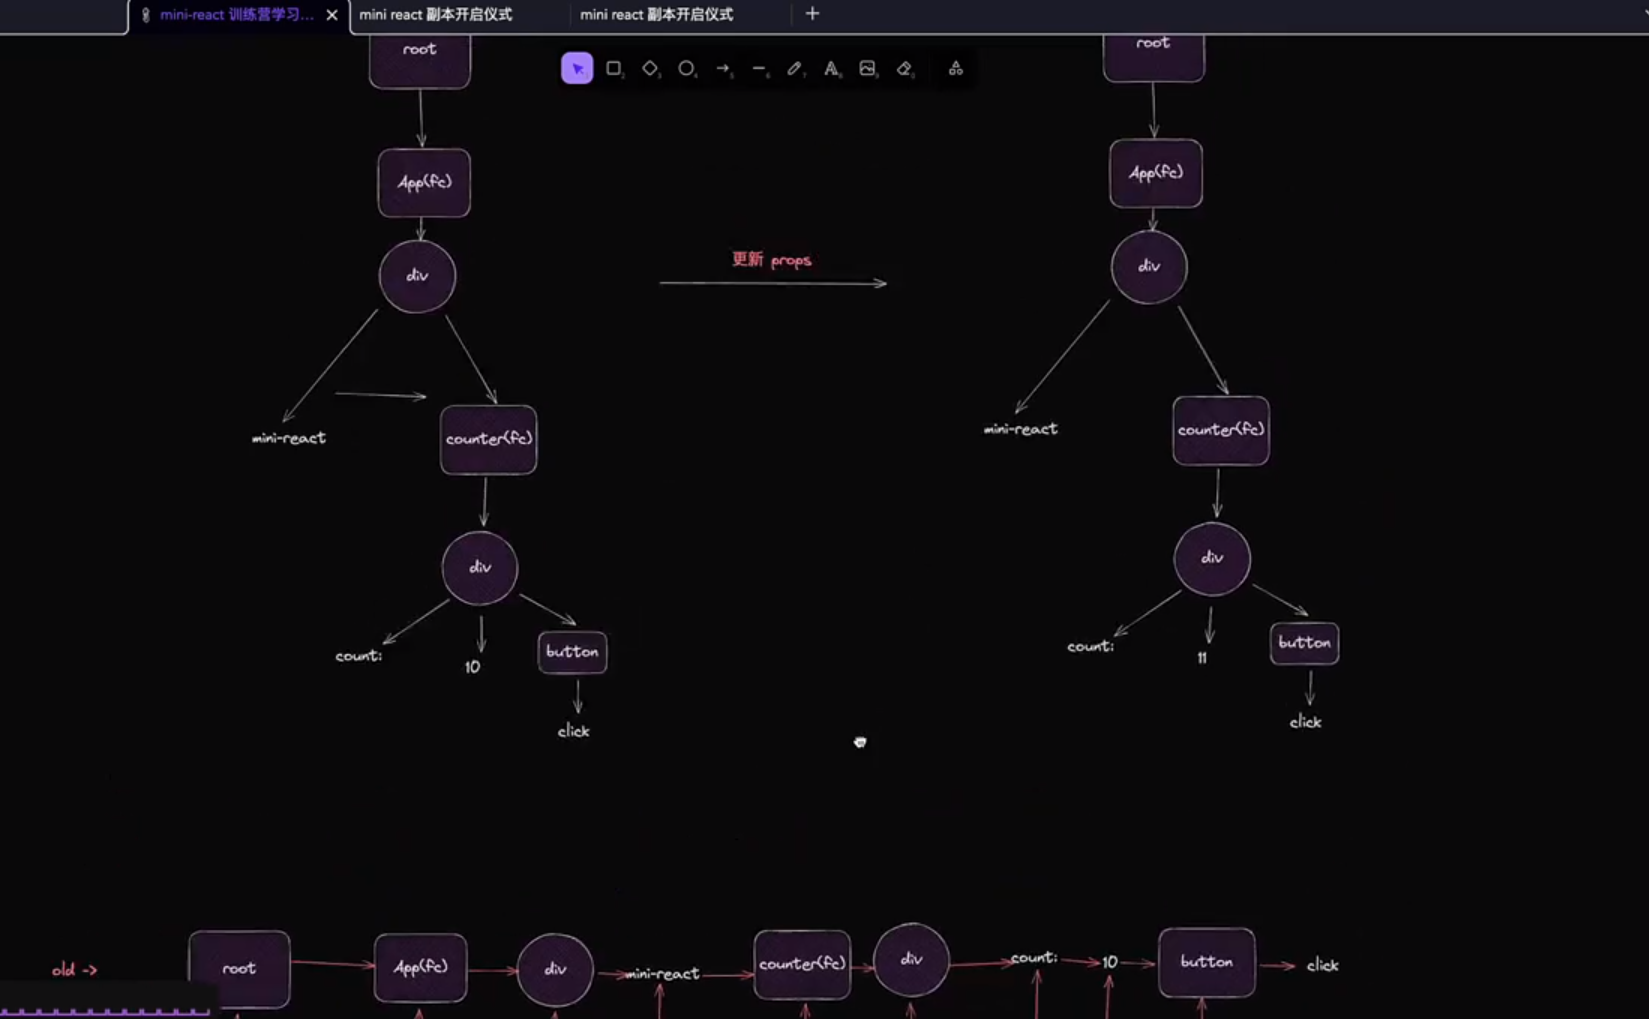 mini-react 训练营学习...
mini react 副本开启仪式
mini react 副本开启仪式
root
root
App(fc)
App(fc)
更新 props
div
div
mini-react
counter(fc)
mini-react
counter(fc)
div
div
count:
10
button
count:
11
button
click
click
old ->
root
App(fc)
div
mini-react
counter(fc)
div
count:
10
button
click